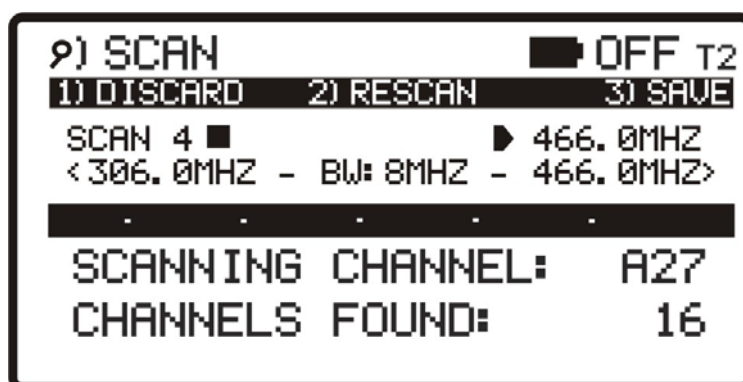 9) SCAN OFF T2
1) DISCARD 2) RESCAN 3) SAVE
SCAN 4 466.0MHZ
<306.0MHZ - BW: 8MHZ - 466.0MHZ>
SCANNING CHANNEL: A27
CHANNELS FOUND: 16